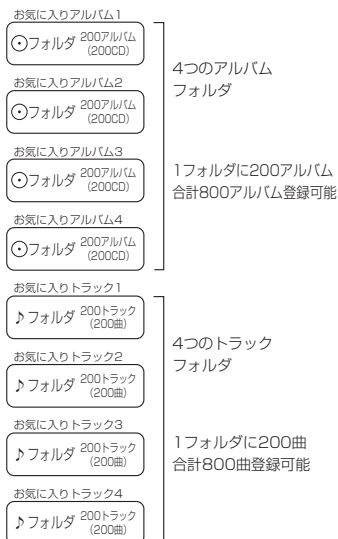 お気に入りアルバム1
フォルダ 200アルバム
(200CD)
お気に入りアルバム2
フォルダ 200アルバム
(200CD)
お気に入りアルバム3
フォルダ 200アルバム
(200CD)
お気に入りアルバム4
フォルダ 200アルバム
(200CD)
4つのアルバム
フォルダ
1フォルダに200アルバム
合計800アルバム登録可能
お気に入りトラック1
♪フォルダ 200トラック
(200曲)
お気に入りトラック2
♪フォルダ 200トラック
(200曲)
お気に入りトラック3
♪フォルダ 200トラック
(200曲)
お気に入りトラック4
♪フォルダ 200トラック
(200曲)
4つのトラック
フォルダ
1フォルダに200曲
合計800曲登録可能